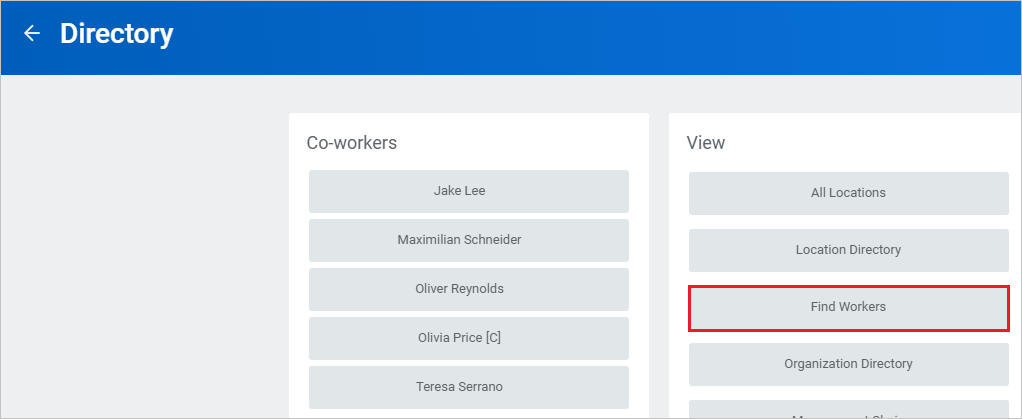 Directory
Co-workers
Jake Lee
Maximilian Schneider
Oliver Reynolds
Olivia Price [C]
Teresa Serrano
View
All Locations
Location Directory
Find Workers
Organization Directory